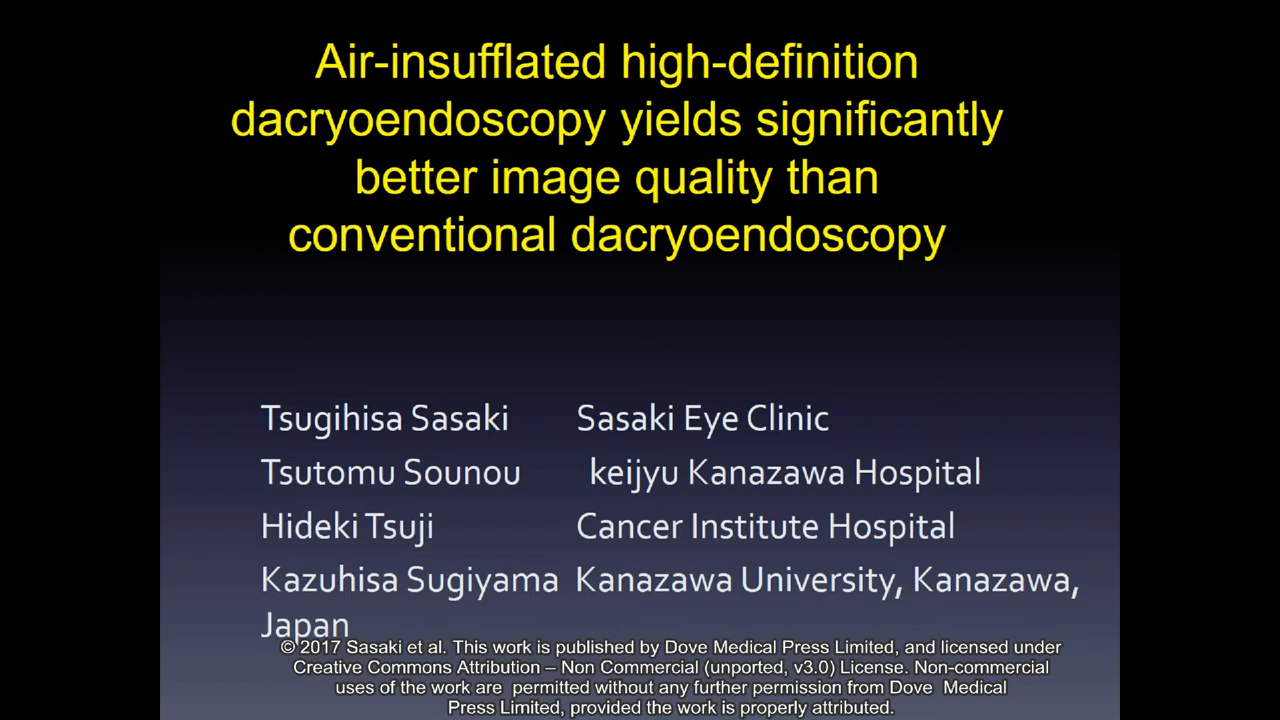 Air-insufflated high-definition
dacryoendoscopy yields significantly
better image quality than
conventional dacryoendoscopy
Tsugihisa Sasaki Sasaki Eye Clinic
Tsutomu Sounou keijyu Kanazawa Hospital
Hideki Tsuji Cancer Institute Hospital
Kazuhisa Sugiyama Kanazawa University, Kanazawa,
Japan
© 2017 Sasaki et al. This work is published by Dove Medical Press Limited, and licensed under
Creative Commons Attribution – Non Commercial (unported, v3.0) License. Non-commercial
uses of the work are permitted without any further permission from Dove Medical
Press Limited, provided the work is properly attributed.